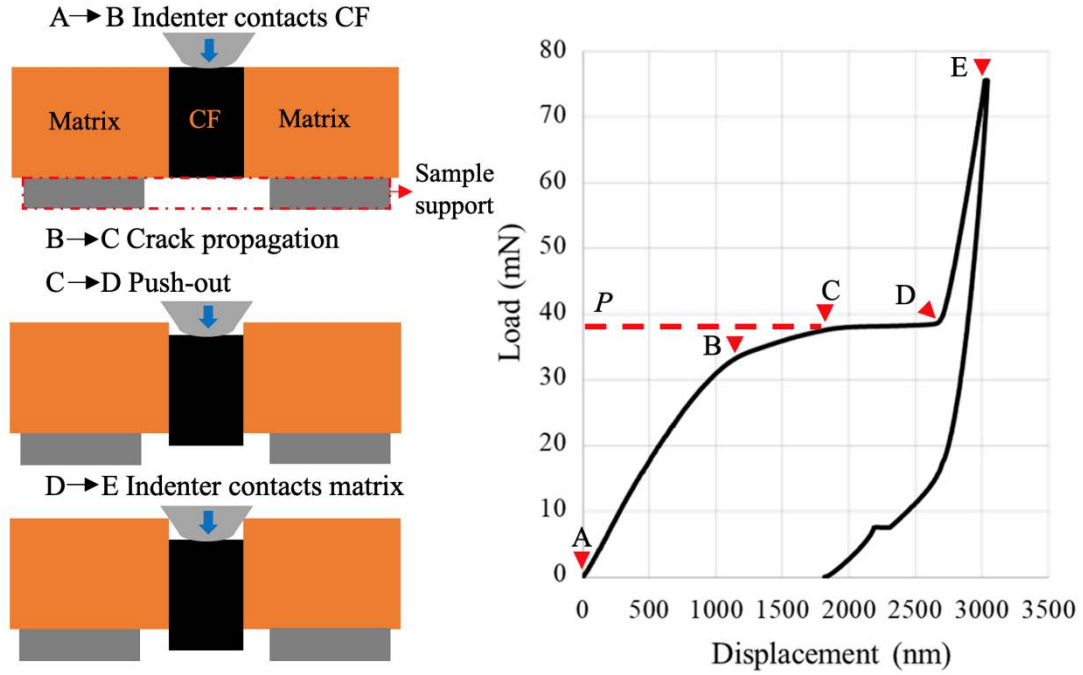 A→B Indenter contacts CF
Matrix
CF
Matrix
Sample
support
B→C Crack propagation
C→D Push-out
D→E Indenter contacts matrix
80
70
60
50
40
30
20
10
0
Load (mN)
P
A
B
C
D
E
0
500
1000
1500
2000
2500
3000
3500
Displacement (nm)